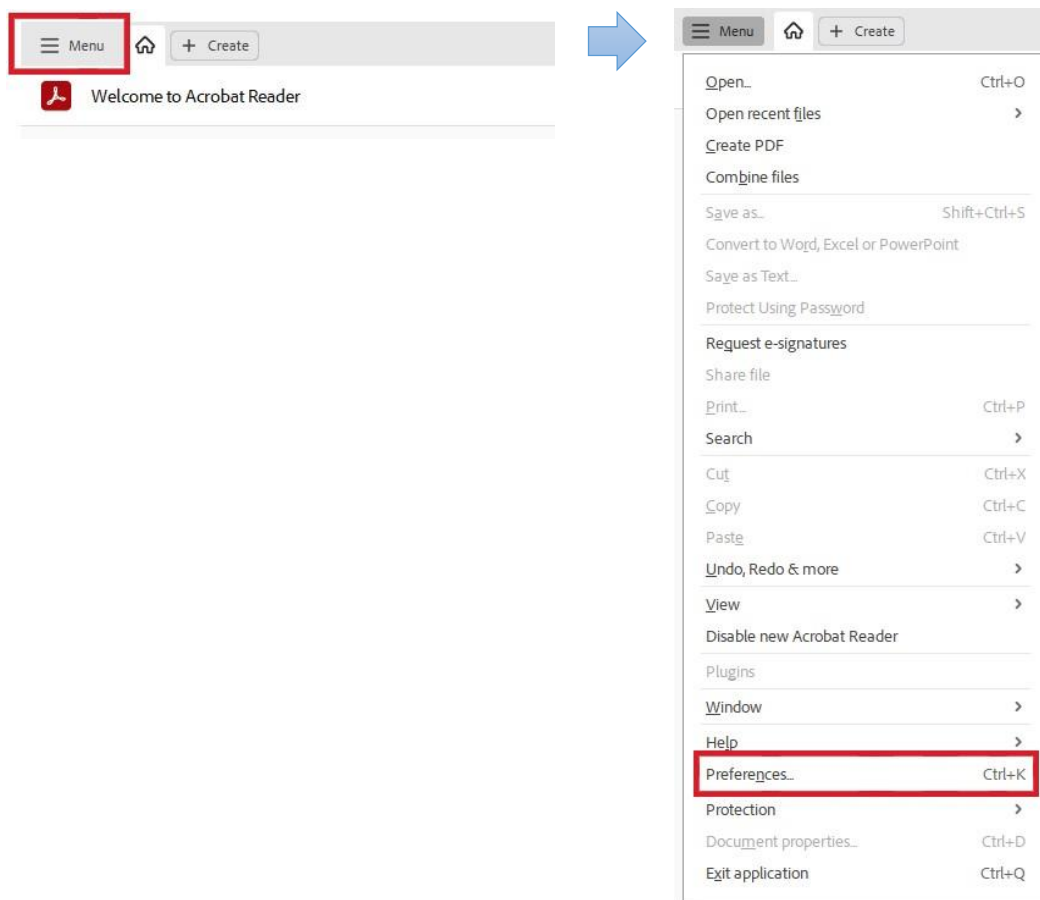 Menu
+ Create
Welcome to Acrobat Reader
Menu
+ Create
Open... Ctrl+O
Open recent files >
Create PDF
Combine files
Save as... Shift+Ctrl+S
Convert to Word, Excel or PowerPoint
Save as Text...
Protect Using Password
Request e-signatures
Share file
Print... Ctrl+P
Search >
Cut Ctrl+X
Copy Ctrl+C
Paste Ctrl+V
Undo, Redo & more >
View >
Disable new Acrobat Reader
Plugins
Window >
Help >
Preferences... Ctrl+K
Protection >
Document properties... Ctrl+D
Exit application Ctrl+Q